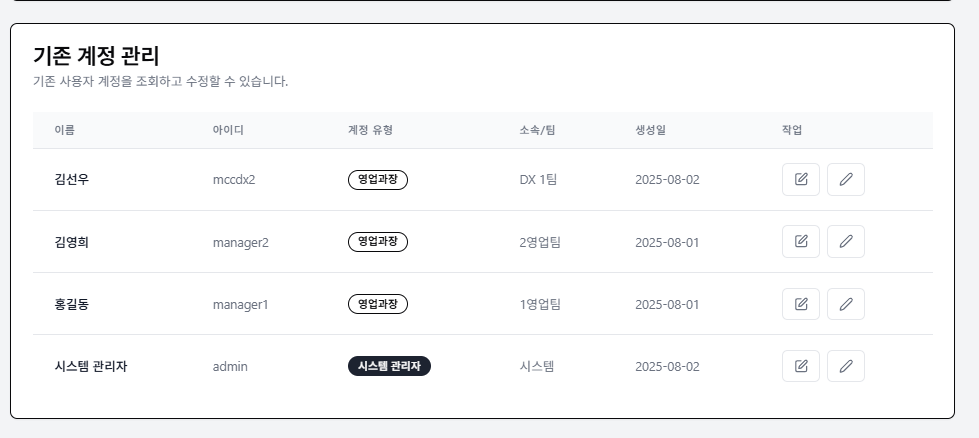 기존 계정 관리
기존 사용자 계정을 조회하고 수정할 수 있습니다.
이름 아이디 계정 유형 소속/팀 생성일 작업
김선우 mccdx2 영업과장 DX 1팀 2025-08-02
김영희 manager2 영업과장 2영업팀 2025-08-01
홍길동 manager1 영업과장 1영업팀 2025-08-01
시스템 관리자 admin 시스템 관리자 시스템 2025-08-02